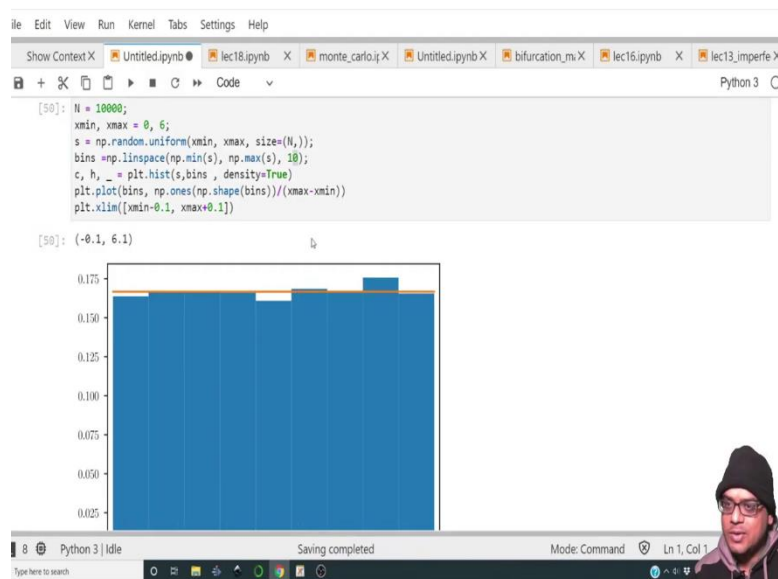 ile Edit View Run Kernel Tabs Settings Help
Show Context X Untitled.ipynb ● lec18.ipynb X monte_carlo.iꞃ X Untitled.ipynb X bifurcation_m X lec16.ipynb X lec13_imperfe X
Code Python 3
[50]: N = 10000;
xmin, xmax = 0, 6;
s = np.random.uniform(xmin, xmax, size=(N,));
bins =np.linspace(np.min(s), np.max(s), 10);
c, h, _ = plt.hist(s,bins , density=True)
plt.plot(bins, np.ones(np.shape(bins))/(xmax-xmin))
plt.xlim([xmin-0.1, xmax+0.1])
[50]: (-0.1, 6.1)
0.175
0.150
0.125
0.100
0.075
0.050
0.025
8 Python 3 | Idle Saving completed Mode: Command Ln 1, Col 1
Type here to search